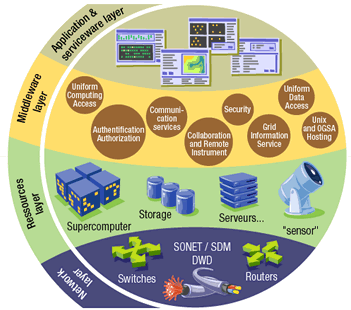 Application &
serviceware layer
Middleware
layer
Uniform
Computing
Access
Authentification
Authorization
Communi-
cation
services
Collaboration
and Remote
Instrument
Security
Grid
Information
Service
Uniform
Data
Access
Unix
and OGSA
Hosting
Ressources
layer
Supercomputer
Storage
Serveurs...
"sensor"
Network
layer
SONET / SDM
DWD
Switches
Routers